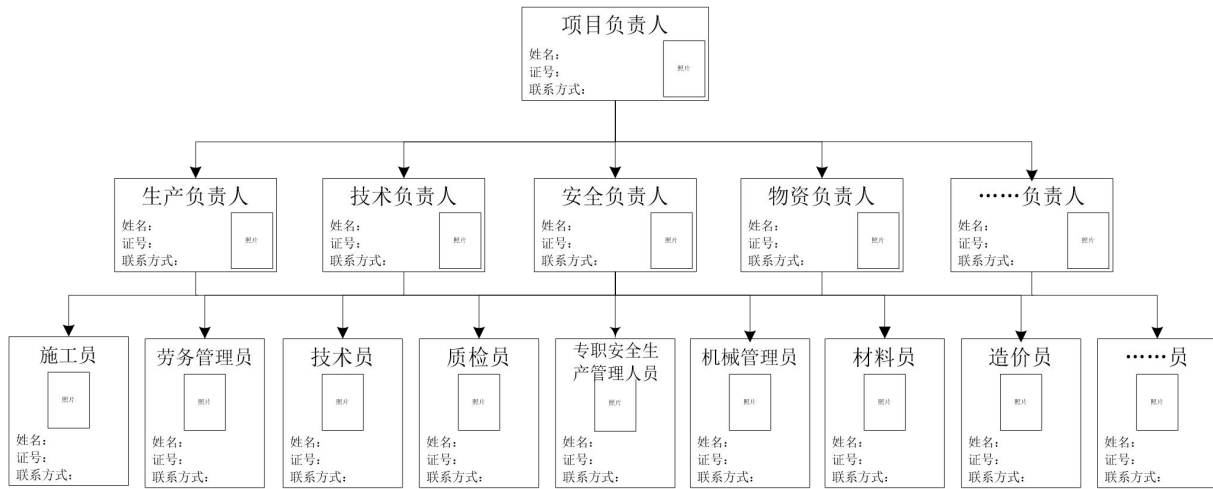 项目负责人
姓名：
证号：
联系方式：
照片
生产负责人
姓名：
证号：
联系方式：
照片
技术负责人
姓名：
证号：
联系方式：
照片
安全负责人
姓名：
证号：
联系方式：
照片
物资负责人
姓名：
证号：
联系方式：
照片
……负责人
姓名：
证号：
联系方式：
照片
施工员
照片
姓名：
证号：
联系方式：
劳务管理员
照片
姓名：
证号：
联系方式：
技术员
照片
姓名：
证号：
联系方式：
质检员
照片
姓名：
证号：
联系方式：
专职安全生
产管理人员
照片
姓名：
证号：
联系方式：
机械管理员
照片
姓名：
证号：
联系方式：
材料员
照片
姓名：
证号：
联系方式：
造价员
照片
姓名：
证号：
联系方式：
……员
照片
姓名：
证号：
联系方式：